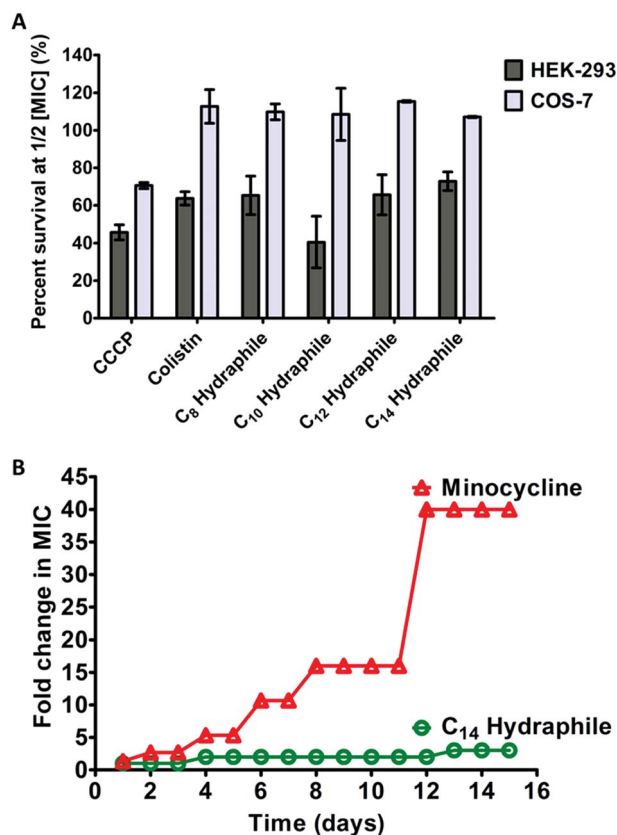 A
Percent survival at 1/2 [MIC] (%)
140
120
100
80
60
40
20
0
HEK-293
COS-7
CCCP
Colistin
C₈ Hydraphile
C₁₀ Hydraphile
C₁₂ Hydraphile
C₁₄ Hydraphile
B
Fold change in MIC
45
40
35
30
25
20
15
10
5
0
Minocycline
C₁₄ Hydraphile
0 2 4 6 8 10 12 14 16
Time (days)